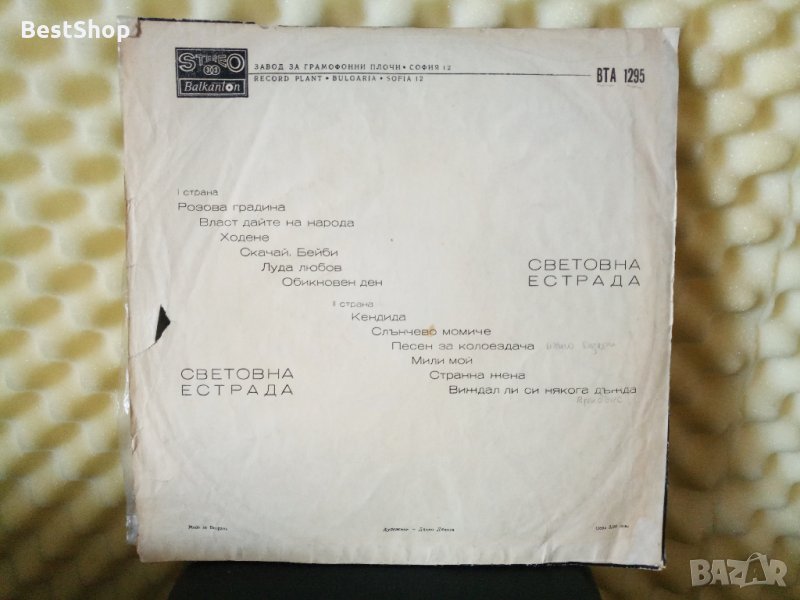 BestShop
STEREO
33
Balkanton
ЗАВОД ЗА ГРАМОФОННИ ПЛОЧИ • СОФИЯ 12
RECORD PLANT • BULGARIA • SOFIA 12
ВТА 1295
I страна
Розова градина
Власт дайте на народа
Ходене
Скачай, Бейби
Луда любов
Обикновен ден
СВЕТОВНА
ЕСТРАДА
II страна
Кендида
Слънчево момиче
Песен за колоездача
Мили мой
Странна жена
Виждал ли си някога дъжда
СВЕТОВНА
ЕСТРАДА
Made in Bulgaria
Художник —
BAZAR